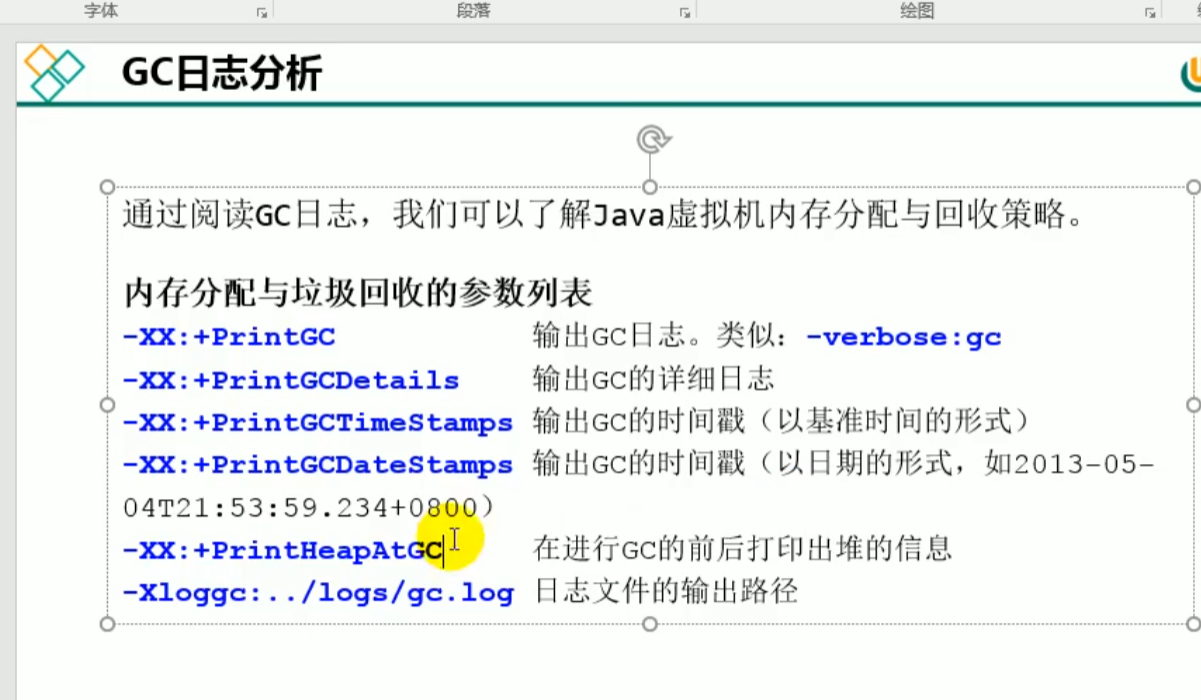 字体 段落 绘图
GC日志分析
通过阅读GC日志，我们可以了解Java虚拟机内存分配与回收策略。
内存分配与垃圾回收的参数列表
-XX:+PrintGC 输出GC日志。类似：-verbose:gc
-XX:+PrintGCDetails 输出GC的详细日志
-XX:+PrintGCTimeStamps 输出GC的时间戳（以基准时间的形式）
-XX:+PrintGCDateStamps 输出GC的时间戳（以日期的形式，如2013-05-
04T21:53:59.234+0800）
-XX:+PrintHeapAtGC 在进行GC的前后打印出堆的信息
-Xloggc:../logs/gc.log 日志文件的输出路径